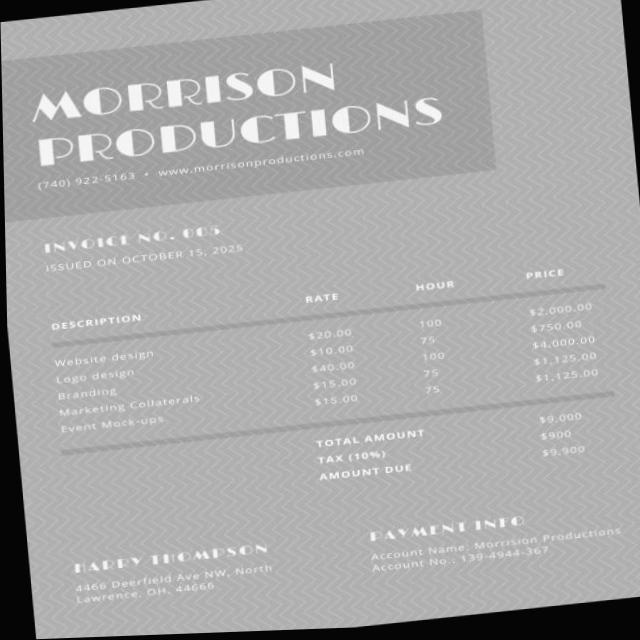 MORRISON
PRODUCTIONS
(740) 922-5163 • www.morrisonproductions.com
INVOICE NO. 005
ISSUED ON OCTOBER 15, 2025
DESCRIPTION RATE HOUR PRICE
Website design $20.00 100 $2,000.00
Logo design $10.00 75 $750.00
Branding $40.00 100 $4,000.00
Marketing Collaterals $15.00 75 $1,125.00
Event Mock-ups $15.00 75 $1,125.00
TOTAL AMOUNT $9,000
TAX (10%) $900
AMOUNT DUE $9,900
HARRY THOMPSON
4466 Deerfield Ave NW, North
Lawrence, OH, 44666
PAYMENT INFO
Account Name: Morrision Productions
Account No.: 139-4944-367